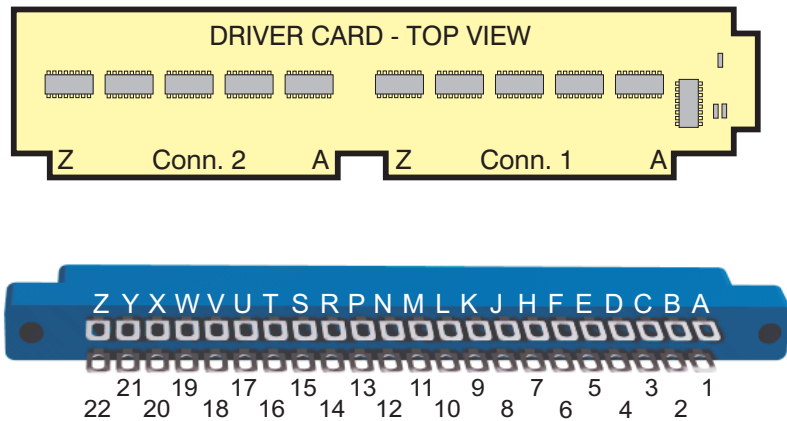 DRIVER CARD - TOP VIEW
Z Conn. 2 A Z Conn. 1 A
Z Y X W V U T S R P N M L K J H F E D C B A
21 19 17 15 13 11 9 7 5 3 1
22 20 18 16 14 12 10 8 6 4 2